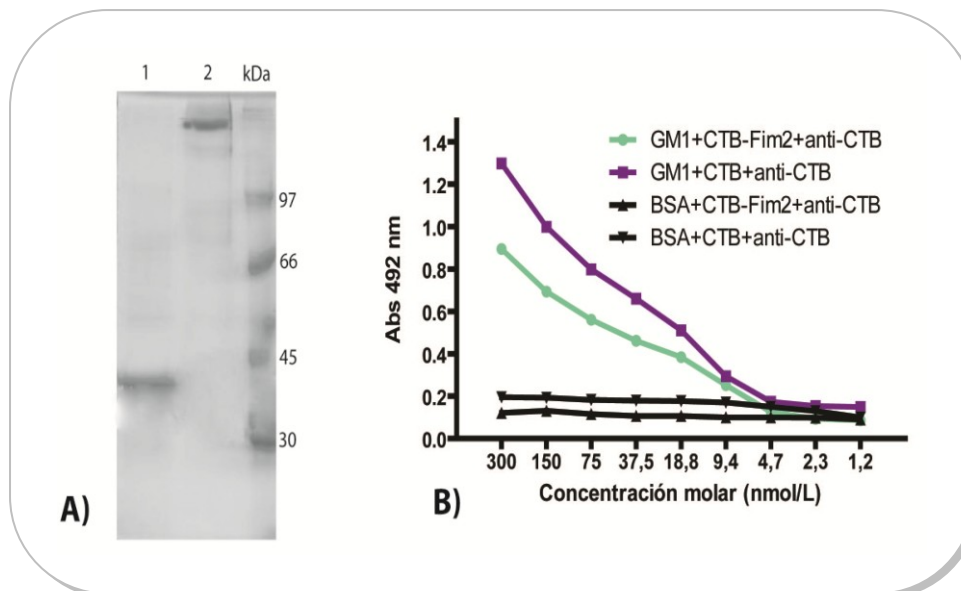 1 2 kDa
97
66
45
30
A)
GM1+CTB-Fim2+anti-CTB
GM1+CTB+anti-CTB
BSA+CTB-Fim2+anti-CTB
BSA+CTB+anti-CTB
Abs 492 nm
1.4
1.2
1.0
0.8
0.6
0.4
0.2
0.0
300 150 75 37,5 18,8 9,4 4,7 2,3 1,2
Concentración molar (nmol/L)
B)